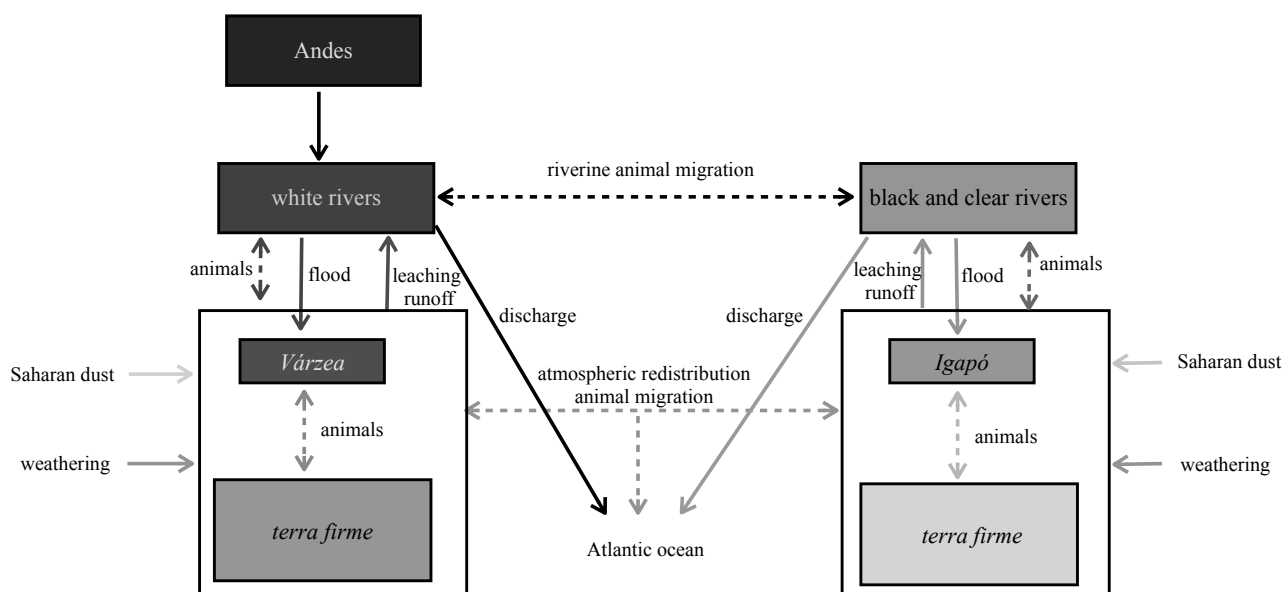 Andes
riverine animal migration
white rivers
black and clear rivers
animals
flood
leaching
runoff
leaching
runoff
flood
animals
discharge
discharge
Várzea
Igapó
Saharan dust
Saharan dust
atmospheric redistribution
animal migration
animals
animals
weathering
weathering
terra firme
terra firme
Atlantic ocean